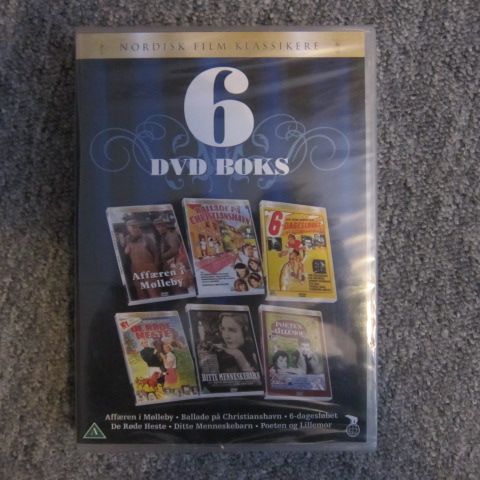 NORDISK FILM KLASSIKERE
6
DVD BOKS
Affæren i
Mølleby
BALLADE PÅ
CHRISTIANSHAVN
6
DAGESLØBET
DE RØDE
HESTE
DITTE MENNESKEBARN
POETEN
LILLEMOR
Affæren i Mølleby • Ballade på Christianshavn • 6-dagesløbet
De Røde Heste • Ditte Menneskebarn • Poeten og Lillemor
A